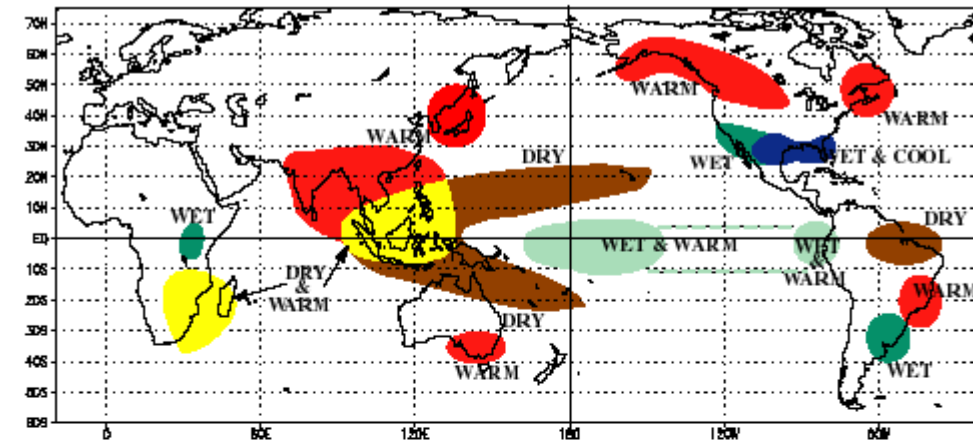 70N
60N
50N
40N
30N
20N
10N
EQ
10S
20S
30S
40S
50S
60S
0
60E
120E
180
120W
60W
WARM
WARM
WARM
DRY
WET
WET & COOL
WET
DRY
WET & WARM
WET
&
WARM
DRY
&
WARM
WARM
DRY
WARM
WET